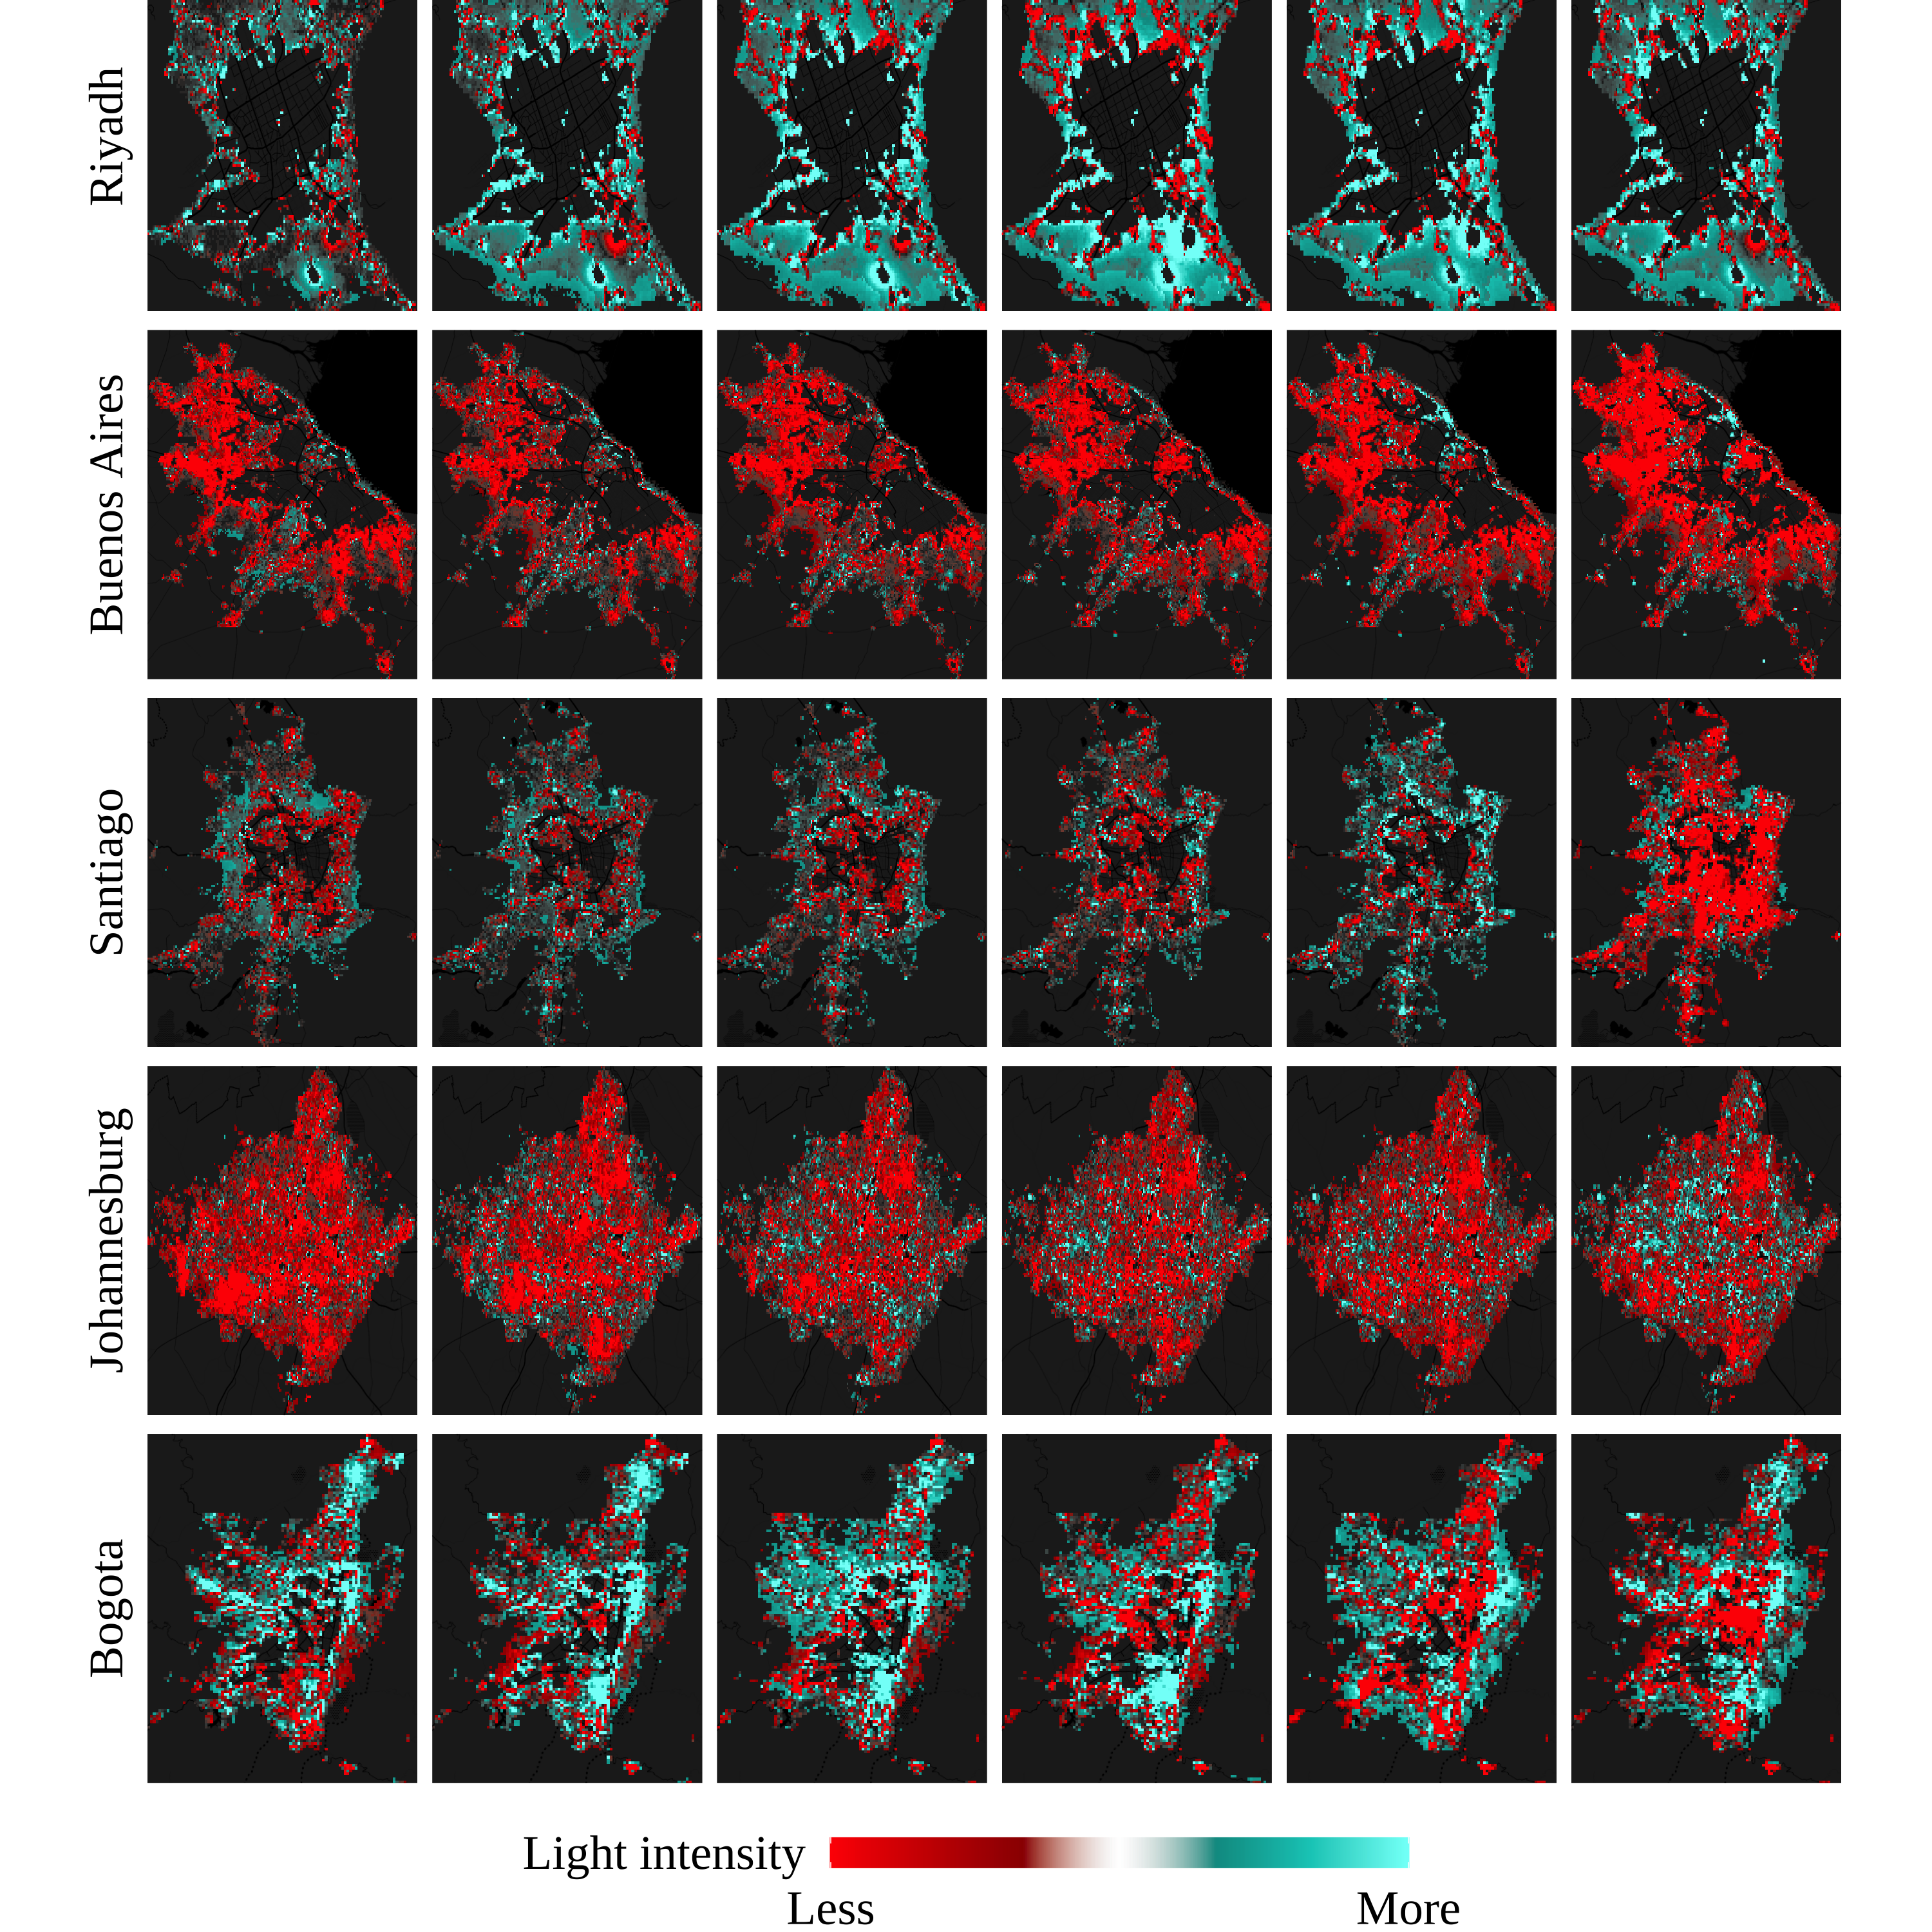 Riyadh
Buenos Aires
Santiago
Johannesburg
Bogota
Light intensity
Less
More